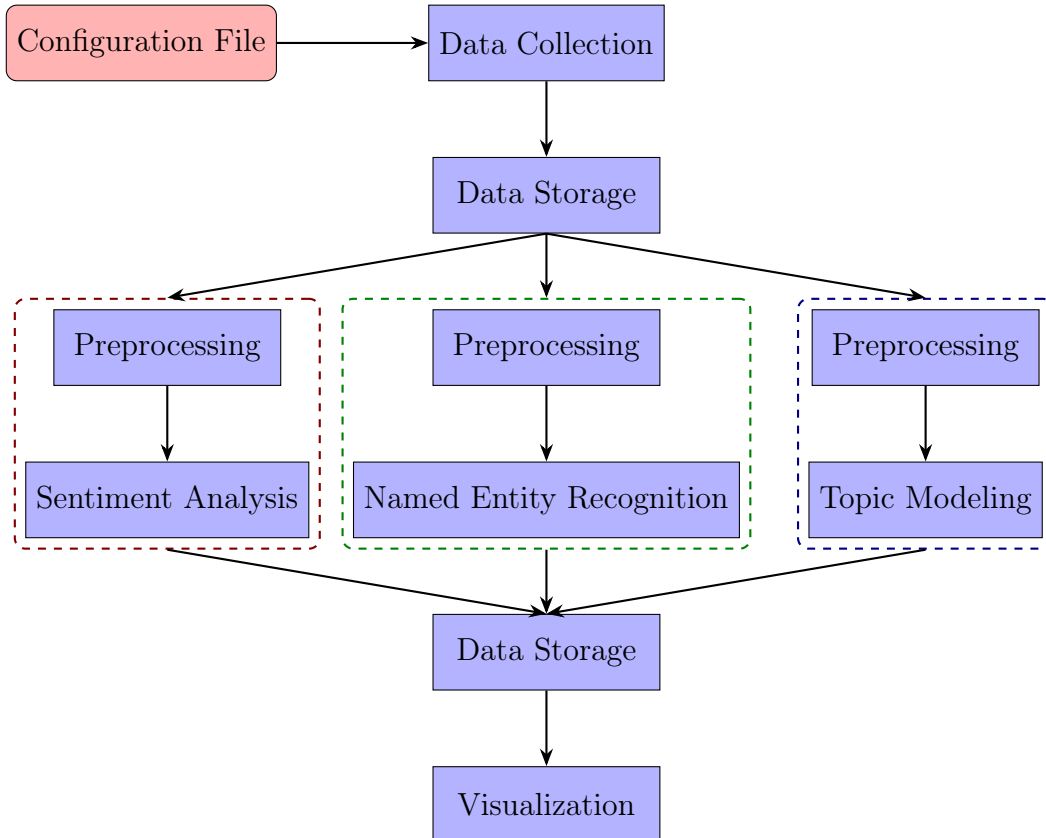 Configuration File
Data Collection
Data Storage
Preprocessing
Preprocessing
Preprocessing
Sentiment Analysis
Named Entity Recognition
Topic Modeling
Data Storage
Visualization